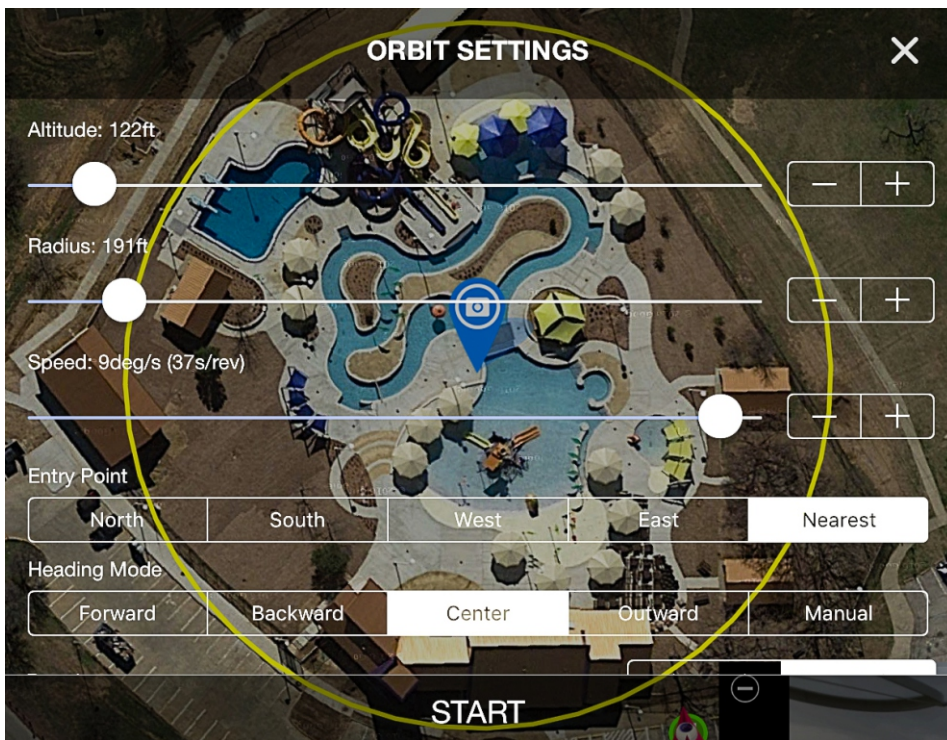 ORBIT SETTINGS
Altitude: 122ft
Radius: 191ft
Speed: 9deg/s (37s/rev)
Entry Point
North South West East Nearest
Heading Mode
Forward Backward Center Outward Manual
START